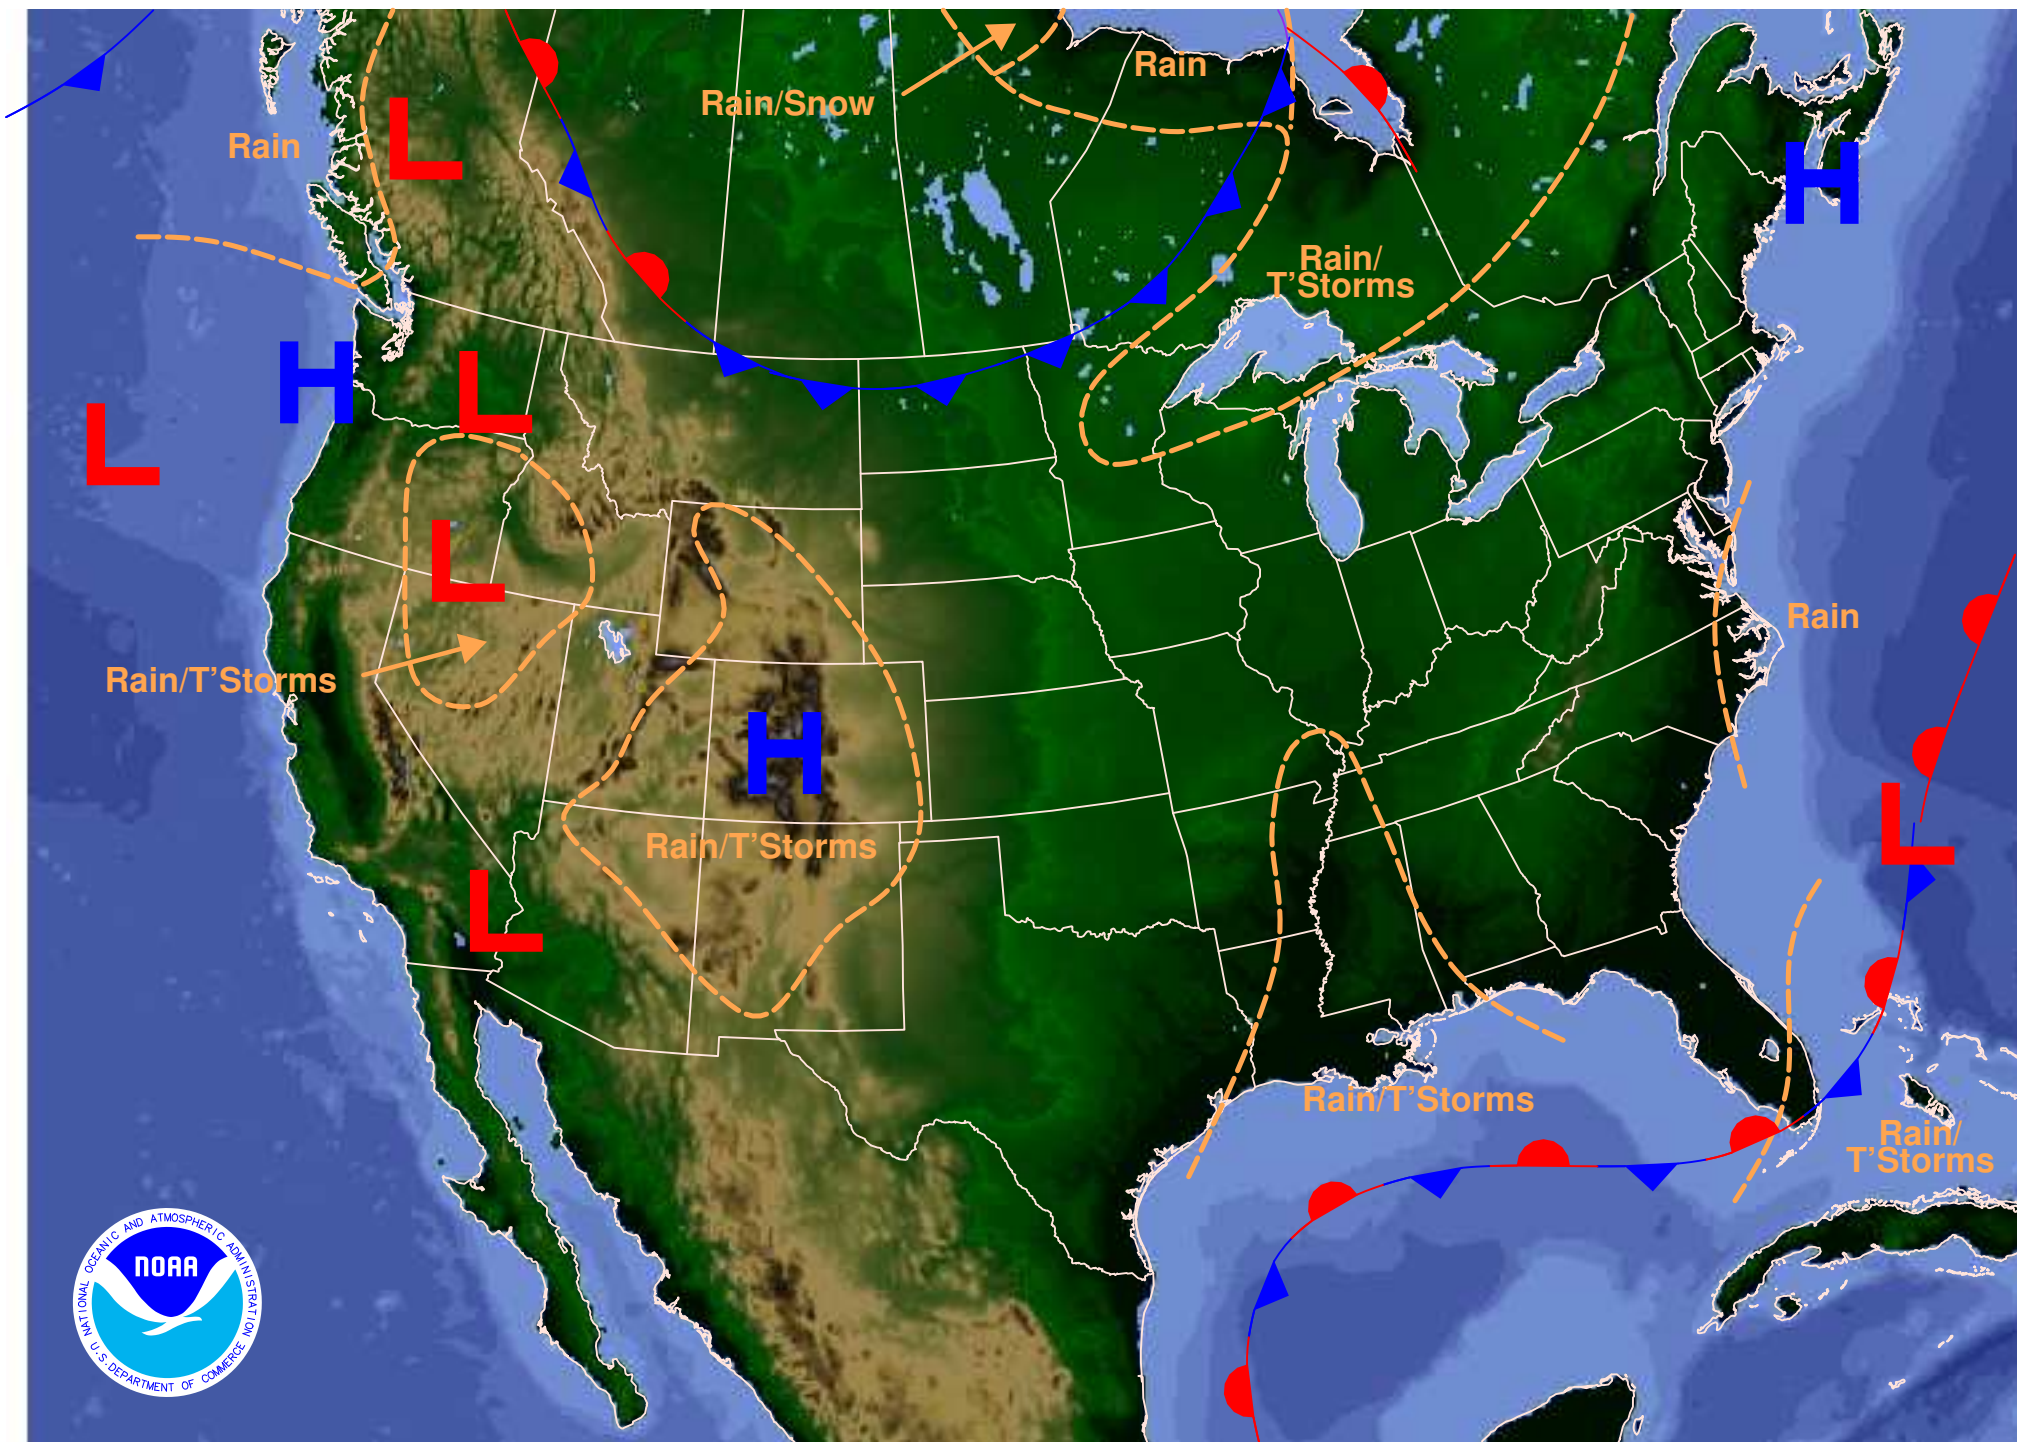 Rain
Rain/Snow
Rain
L
H
Rain/
T'Storms
H
L
L
L
Rain
Rain/T'Storms
H
L
Rain/T'Storms
L
Rain/T'Storms
Rain/
T'Storms
NATIONAL OCEANIC AND ATMOSPHERIC ADMINISTRATION
NOAA
U.S. DEPARTMENT OF COMMERCE